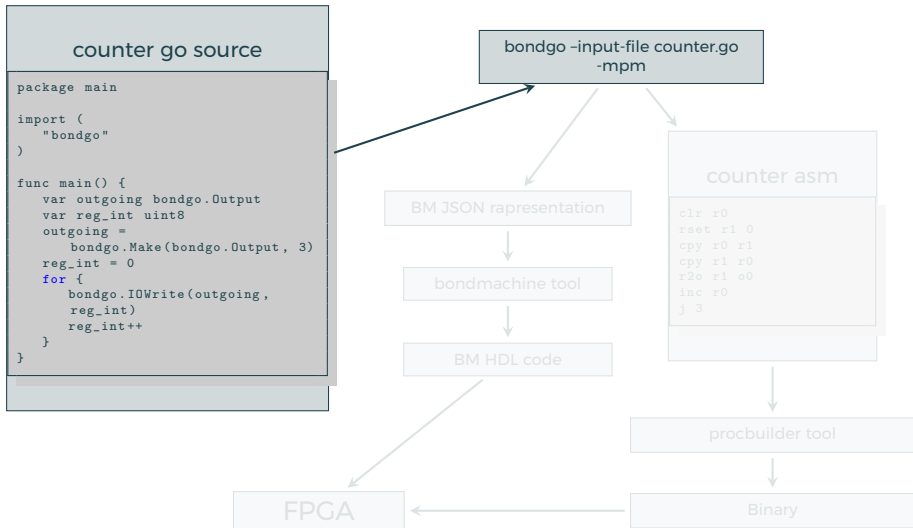 counter go source
package main
import (
"bondgo"
)
func main() {
var outgoing bondgo.Output
var reg_int uint8
outgoing =
bondgo.Make(bondgo.Output, 3)
reg_int = 0
for {
bondgo.IOWrite(outgoing,
reg_int)
reg_int++
}
}
bondgo –input-file counter.go
-mpm
BM JSON rapresentation
bondmachine tool
BM HDL code
FPGA
counter asm
clr r0
rset r1 0
cpy r0 r1
cpy r1 r0
r2o r1 o0
inc r0
j 3
procbuilder tool
Binary